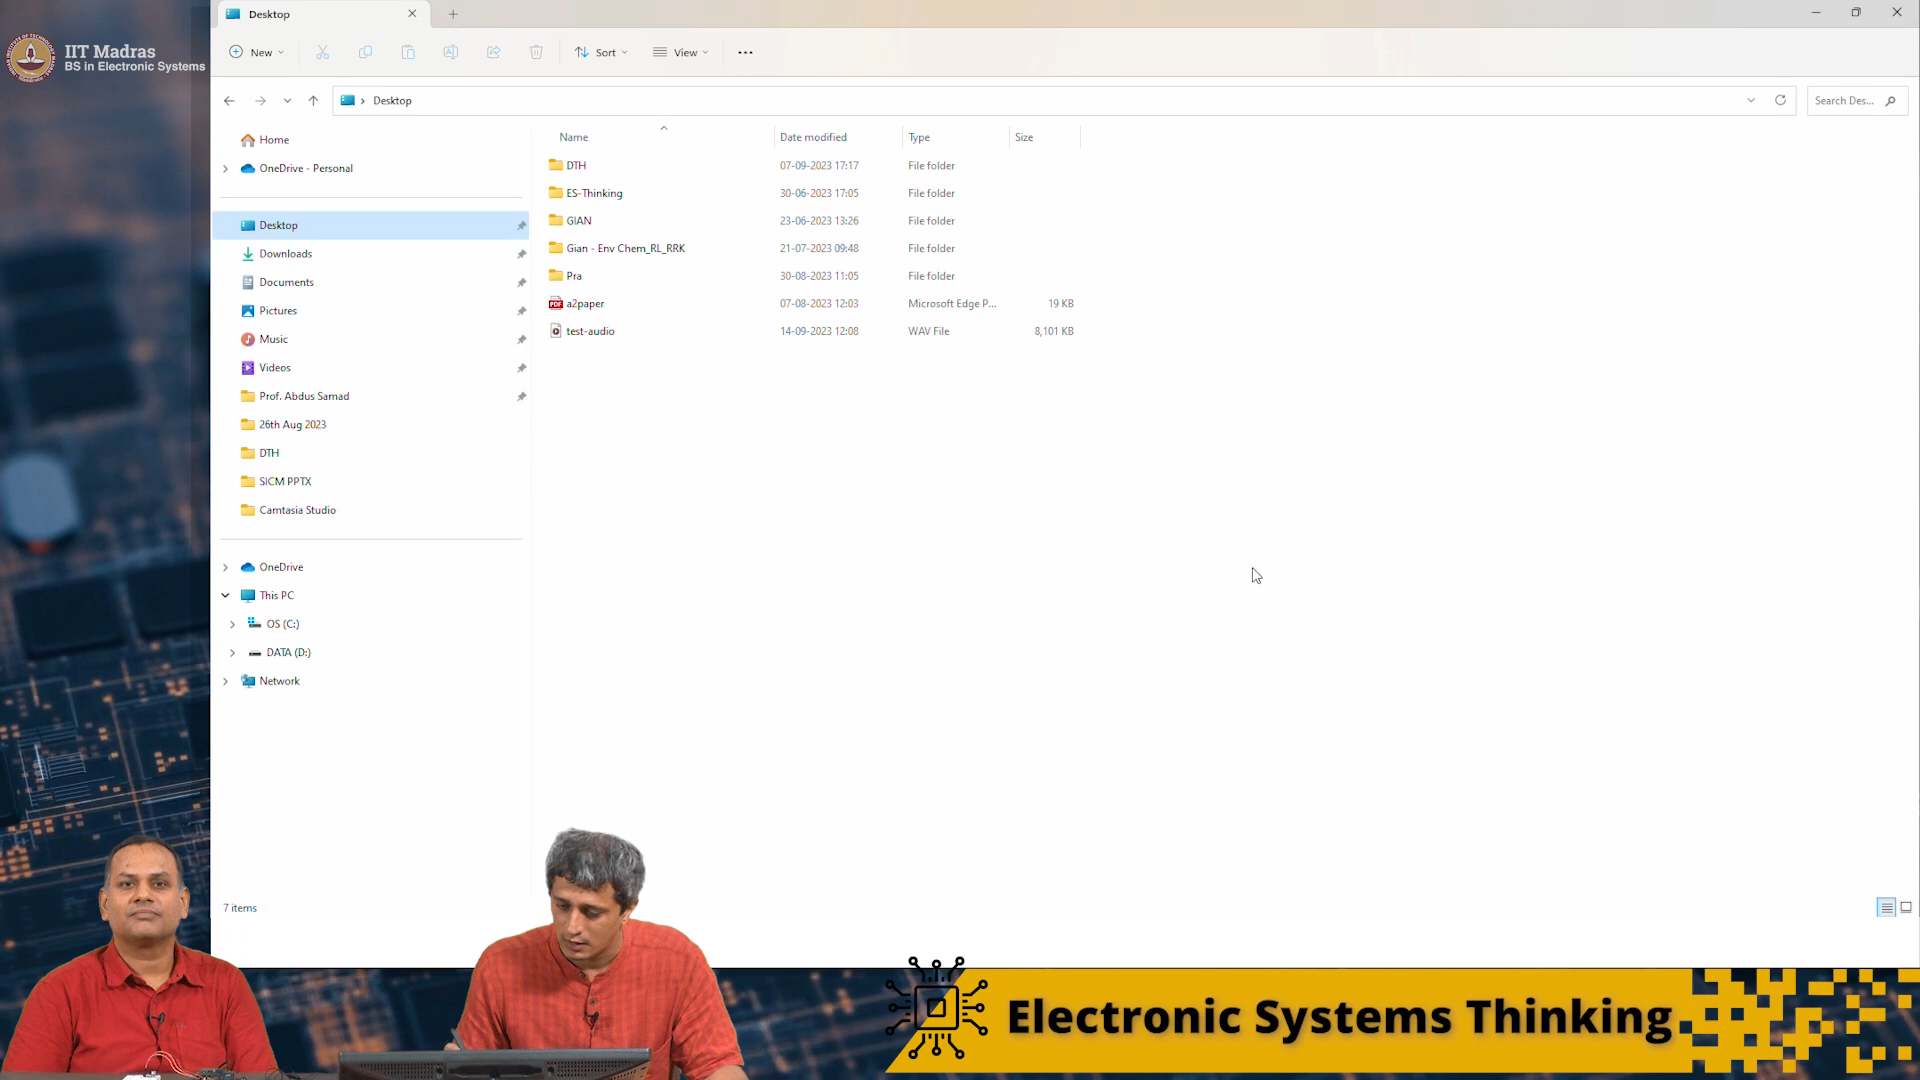 IIT Madras
BS in Electronic Systems
Desktop
New
Sort
View
Desktop
Search Des...
Home
OneDrive - Personal
Desktop
Downloads
Documents
Pictures
Music
Videos
Prof. Abdus Samad
26th Aug 2023
DTH
SICM PPTX
Camtasia Studio
OneDrive
This PC
OS (C:)
DATA (D:)
Network
Name Date modified Type Size
DTH 07-09-2023 17:17 File folder
ES-Thinking 30-06-2023 17:05 File folder
GIAN 23-06-2023 13:26 File folder
Gian - Env Chem_RL_RRK 21-07-2023 09:48 File folder
Pra 30-08-2023 11:05 File folder
a2paper 07-08-2023 12:03 Microsoft Edge P... 19 KB
test-audio 14-09-2023 12:08 WAV File 8,101 KB
7 items
Electronic Systems Thinking